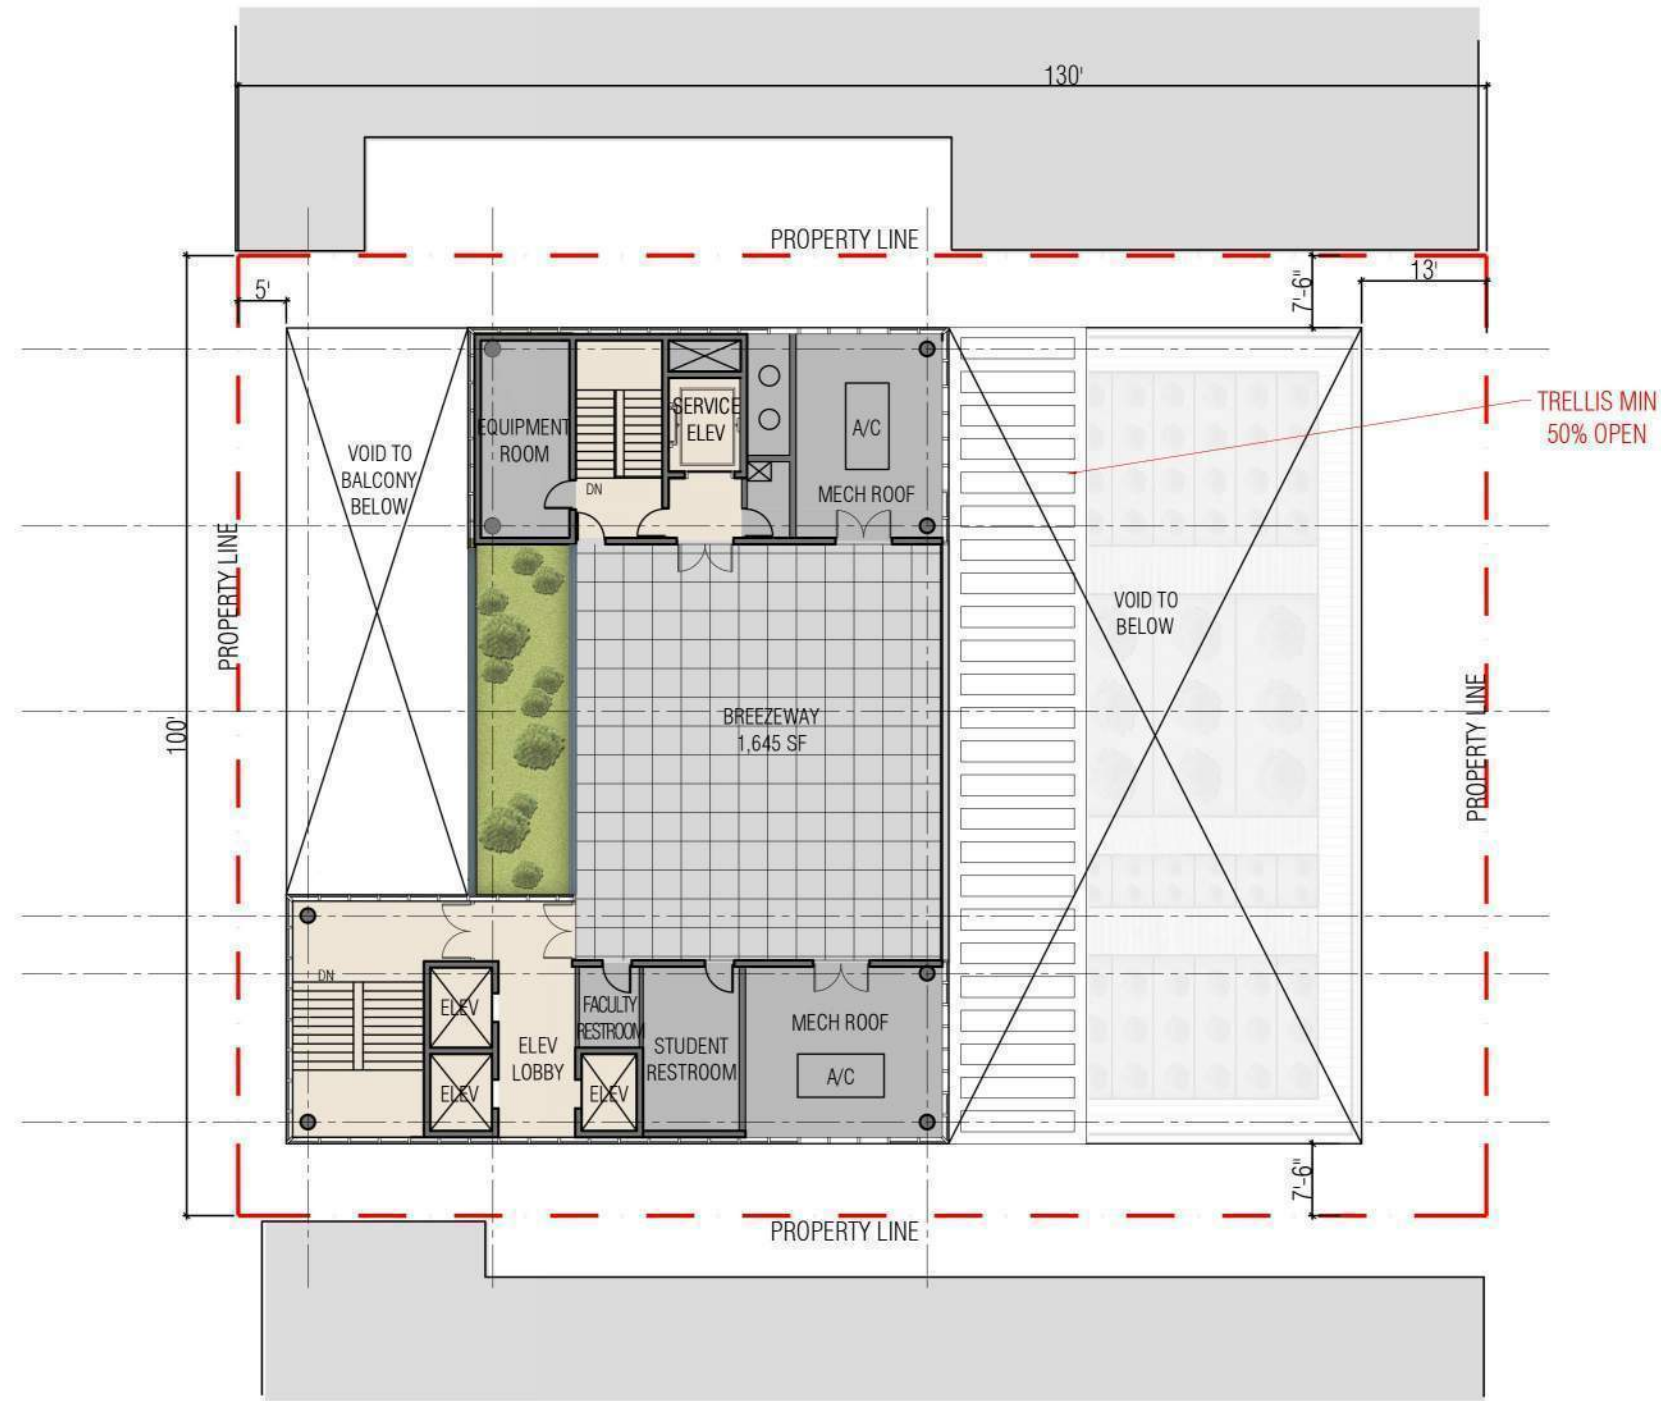 130'
PROPERTY LINE
5'
7'-6"
13'
TRELLIS MIN
50% OPEN
EQUIPMENT
ROOM
SERVICE
ELEV
A/C
VOID TO
BALCONY
BELOW
DN
MECH ROOF
PROPERTY LINE
VOID TO
BELOW
100'
BREEZEWAY
1,645 SF
PROPERTY LINE
DN
ELEV
FACULTY
RESTROOM
MECH ROOF
ELEV
LOBBY
STUDENT
RESTROOM
A/C
ELEV
ELEV
7'-6"
PROPERTY LINE